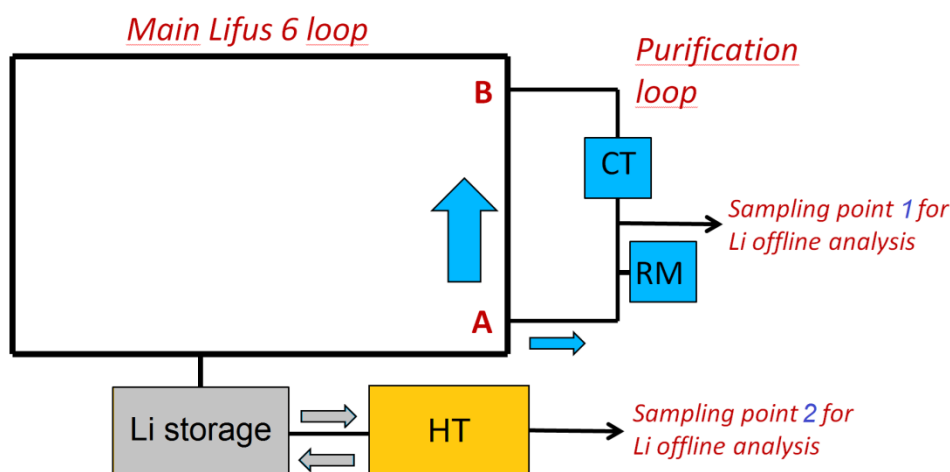 Main Lifus 6 loop
Purification
loop
B
CT
Sampling point 1 for
Li offline analysis
RM
A
Li storage
HT
Sampling point 2 for
Li offline analysis